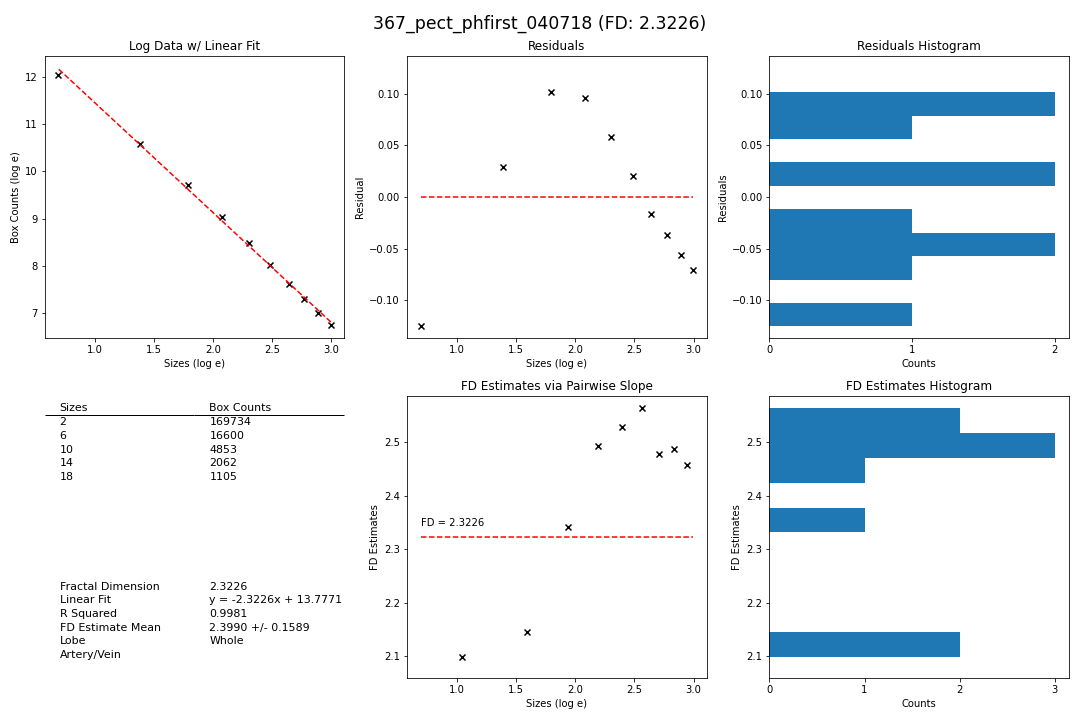 367_pect_phfirst_040718 (FD: 2.3226)
Log Data w/ Linear Fit
Box Counts (log e)
12
11
10
9
8
7
1.0 1.5 2.0 2.5 3.0
Sizes (log e)
Residuals
Residual
0.10
0.05
0.00
−0.05
−0.10
1.0 1.5 2.0 2.5 3.0
Sizes (log e)
Residuals Histogram
Residuals
0.10
0.05
0.00
−0.05
−0.10
0 1 2
Counts
Sizes Box Counts
2 169734
6 16600
10 4853
14 2062
18 1105
Fractal Dimension 2.3226
Linear Fit y = -2.3226x + 13.7771
R Squared 0.9981
FD Estimate Mean 2.3990 +/- 0.1589
Lobe Whole
Artery/Vein
FD Estimates via Pairwise Slope
FD Estimates
2.5
2.4
2.3
2.2
2.1
FD = 2.3226
1.0 1.5 2.0 2.5 3.0
Sizes (log e)
FD Estimates Histogram
FD Estimates
2.5
2.4
2.3
2.2
2.1
0 1 2 3
Counts